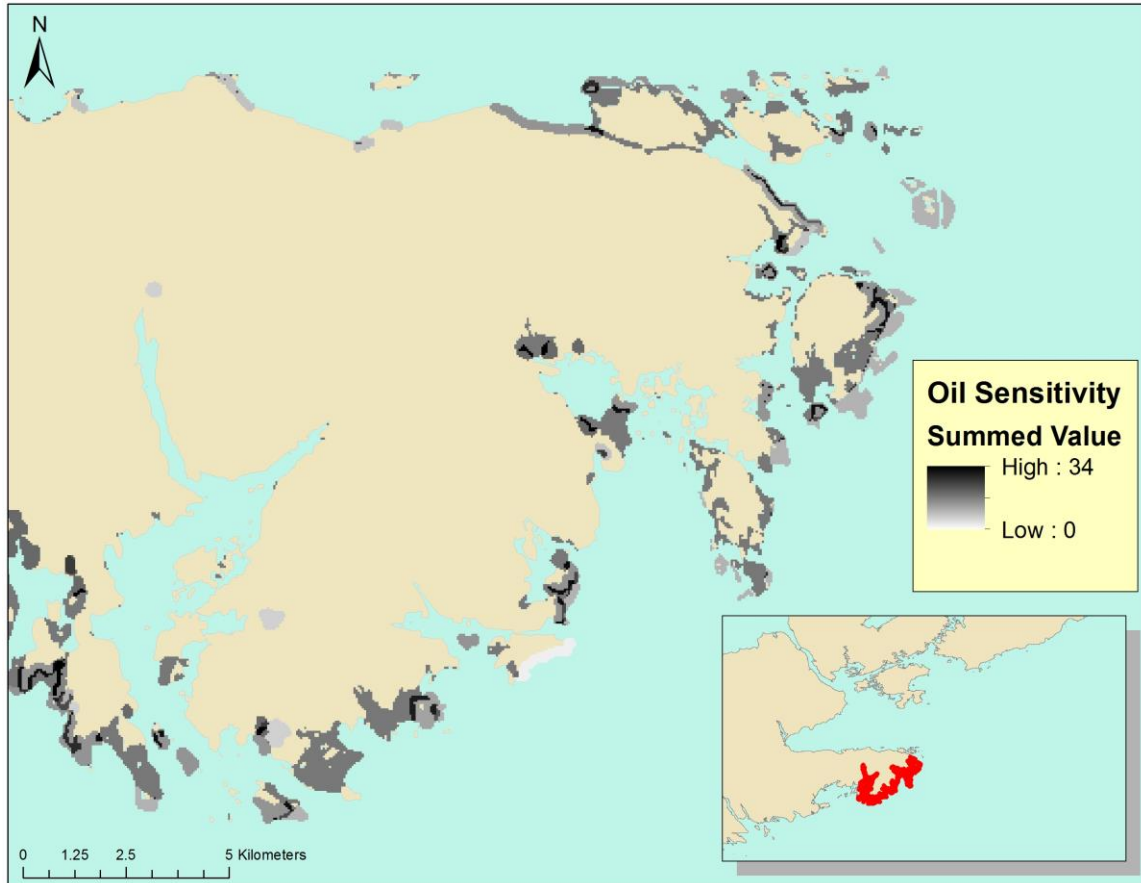 N
Oil Sensitivity
Summed Value
High : 34
Low : 0
0 1.25 2.5 5 Kilometers